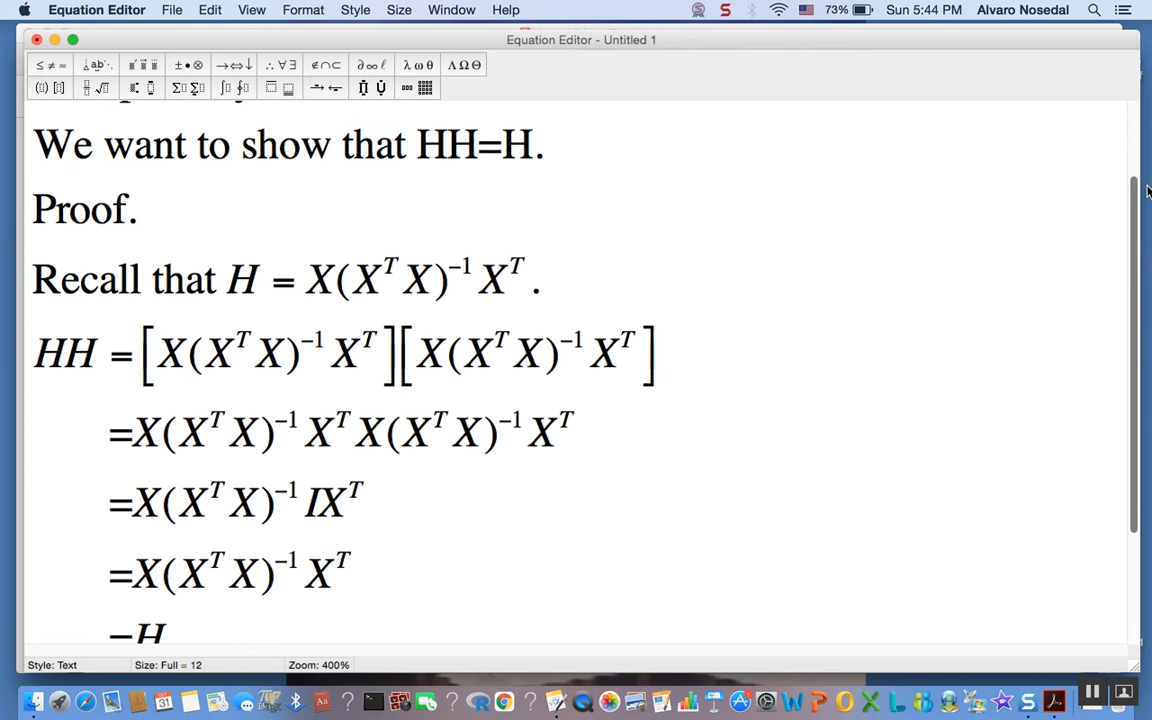 Equation Editor File Edit View Format Style Size Window Help 73% Sun 5:44 PM Alvaro Nosedal
Equation Editor - Untitled 1
We want to show that HH=H.
Proof.
Recall that H = X(X^T X)^{-1} X^T.
HH = [X(X^T X)^{-1} X^T][X(X^T X)^{-1} X^T]
=X(X^T X)^{-1} X^T X(X^T X)^{-1} X^T
=X(X^T X)^{-1} IX^T
=X(X^T X)^{-1} X^T
=H
Style: Text Size: Full = 12 Zoom: 400%